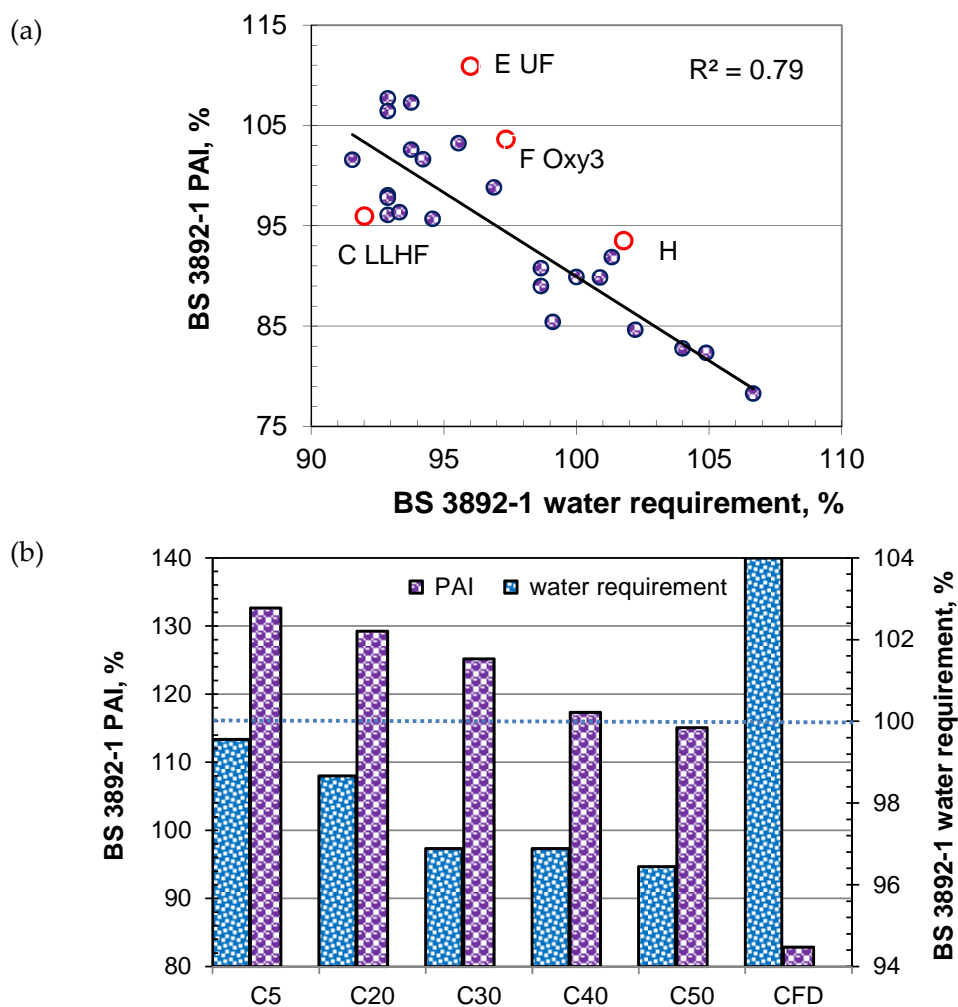 (a)
115
105
95
85
75
BS 3892-1 PAI, %
E UF
R² = 0.79
F Oxy3
C LLHF
H
90 95 100 105 110
BS 3892-1 water requirement, %
(b)
140
130
120
110
100
90
80
BS 3892-1 PAI, %
PAI water requirement
104
102
100
98
96
94
BS 3892-1 water requirement, %
C5 C20 C30 C40 C50 CFD